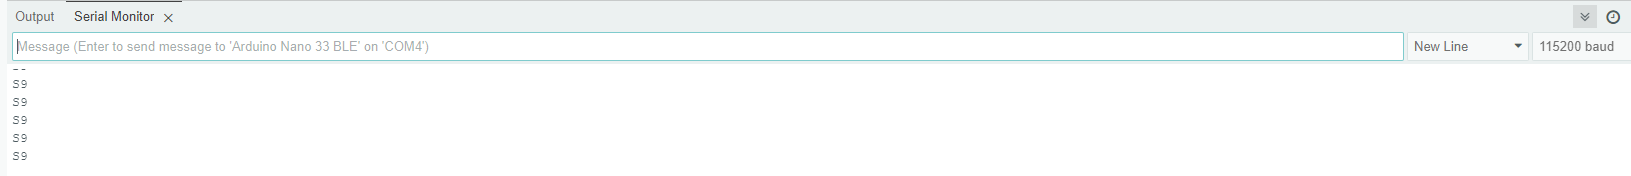 Output Serial Monitor
Message (Enter to send message to 'Arduino Nano 33 BLE' on 'COM4') New Line 115200 baud
S9
S9
S9
S9
S9